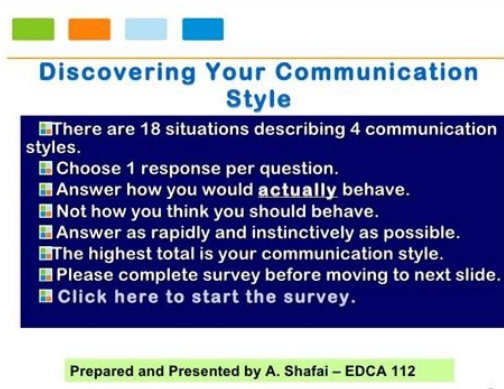 Discovering Your Communication
Style
There are 18 situations describing 4 communication
styles.
Choose 1 response per question.
Answer how you would actually behave.
Not how you think you should behave.
Answer as rapidly and instinctively as possible.
The highest total is your communication style.
Please complete survey before moving to next slide.
Click here to start the survey.
Prepared and Presented by A. Shafai – EDCA 112